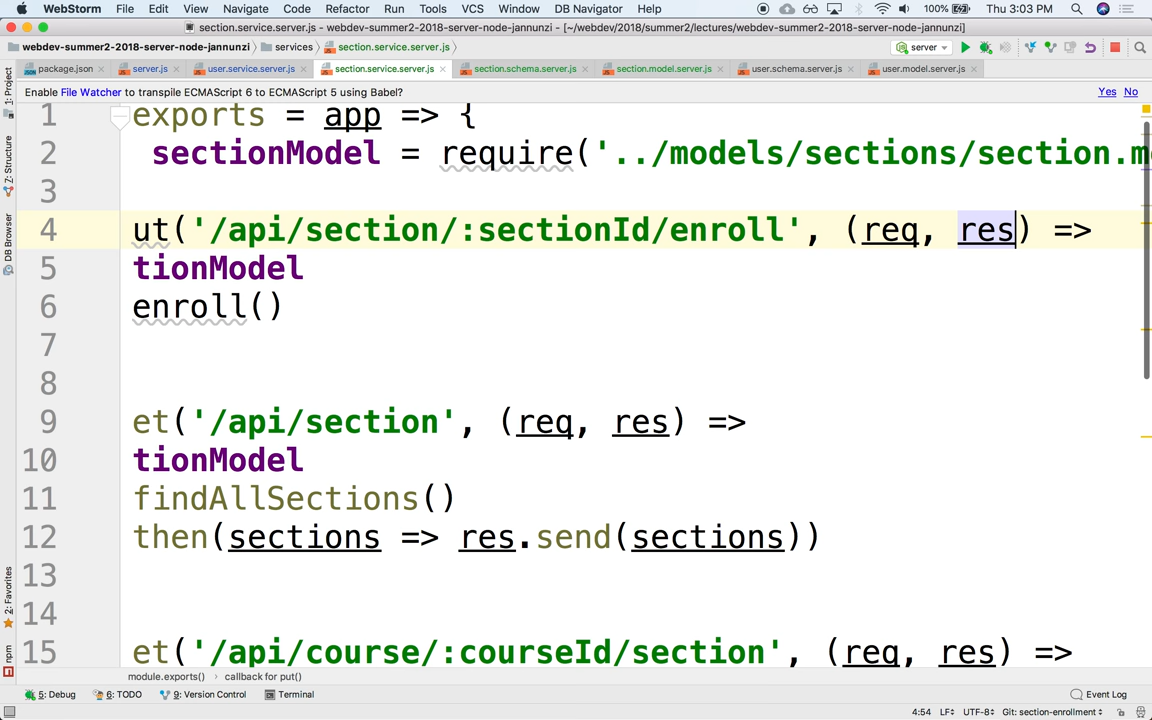 WebStorm File Edit View Navigate Code Refactor Run Tools VCS Window DB Navigator Help 100% Thu 3:03 PM
section.service.server.js - webdev-summer2-2018-server-node-jannunzi - [~/webdev/2018/summer2/lectures/webdev-summer2-2018-server-node-jannunzi]
webdev-summer2-2018-server-node-jannunzi services section.service.server.js server
package.json server.js user.service.server.js section.service.server.js section.schema.server.js section.model.server.js user.schema.server.js user.model.server.js
Enable File Watcher to transpile ECMAScript 6 to ECMAScript 5 using Babel? Yes No
1: Project
7: Structure
DB Browser
2: Favorites
npm
1 exports = app => {
2 sectionModel = require('../models/sections/section.m
3
4 ut('/api/section/:sectionId/enroll', (req, res) =>
5 tionModel
6 enroll()
7
8
9 et('/api/section', (req, res) =>
10 tionModel
11 findAllSections()
12 then(sections => res.send(sections))
13
14
15 et('/api/course/:courseId/section', (req, res) =>
module.exports() callback for put()
5: Debug 6: TODO 9: Version Control Terminal Event Log
4:54 LF UTF-8 Git: section-enrollment